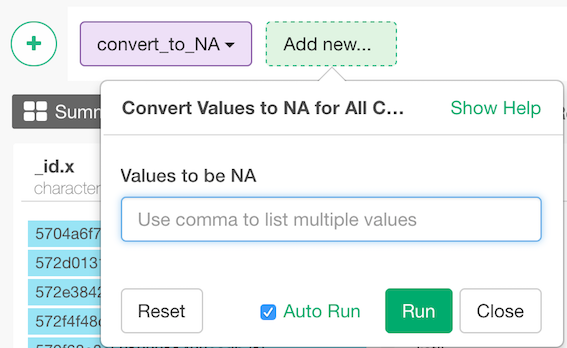 convert_to_NA
Add new...
Convert Values to NA for All C...
Show Help
Summ
_id.x
character
Values to be NA
Use comma to list multiple values
5704a6f7
572d0131
572e3842
572f4f48
Reset
Auto Run
Run
Close